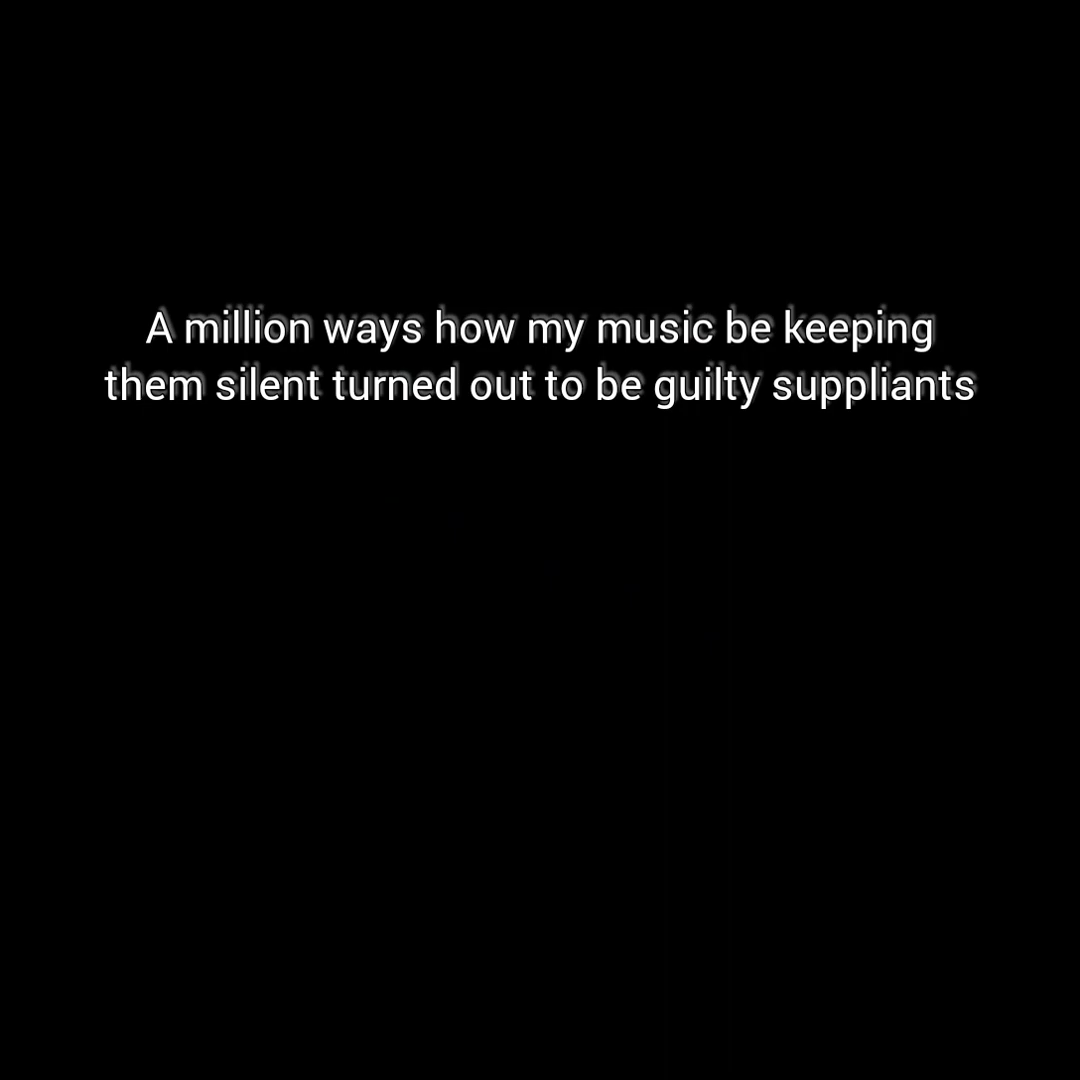 A million ways how my music be keeping
them silent turned out to be guilty suppliants